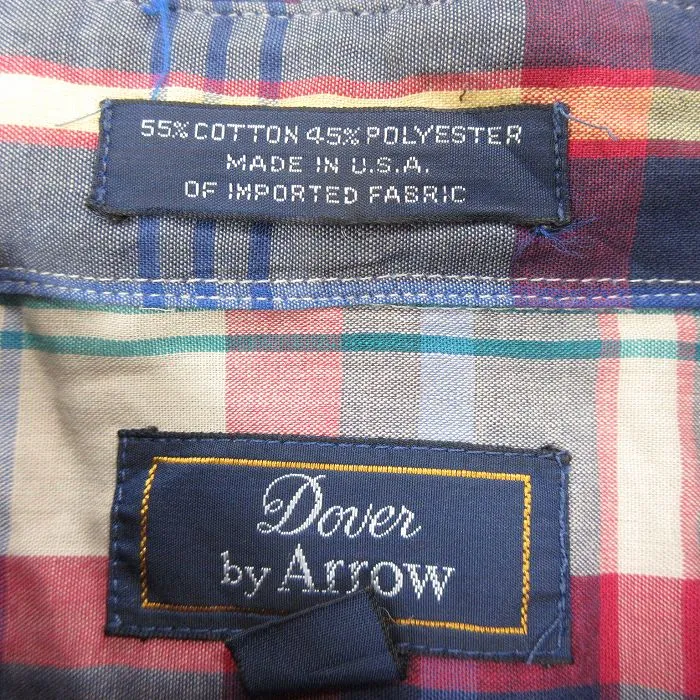 55% COTTON 45% POLYESTER
MADE IN U.S.A.
OF IMPORTED FABRIC
Dover
by Arrow